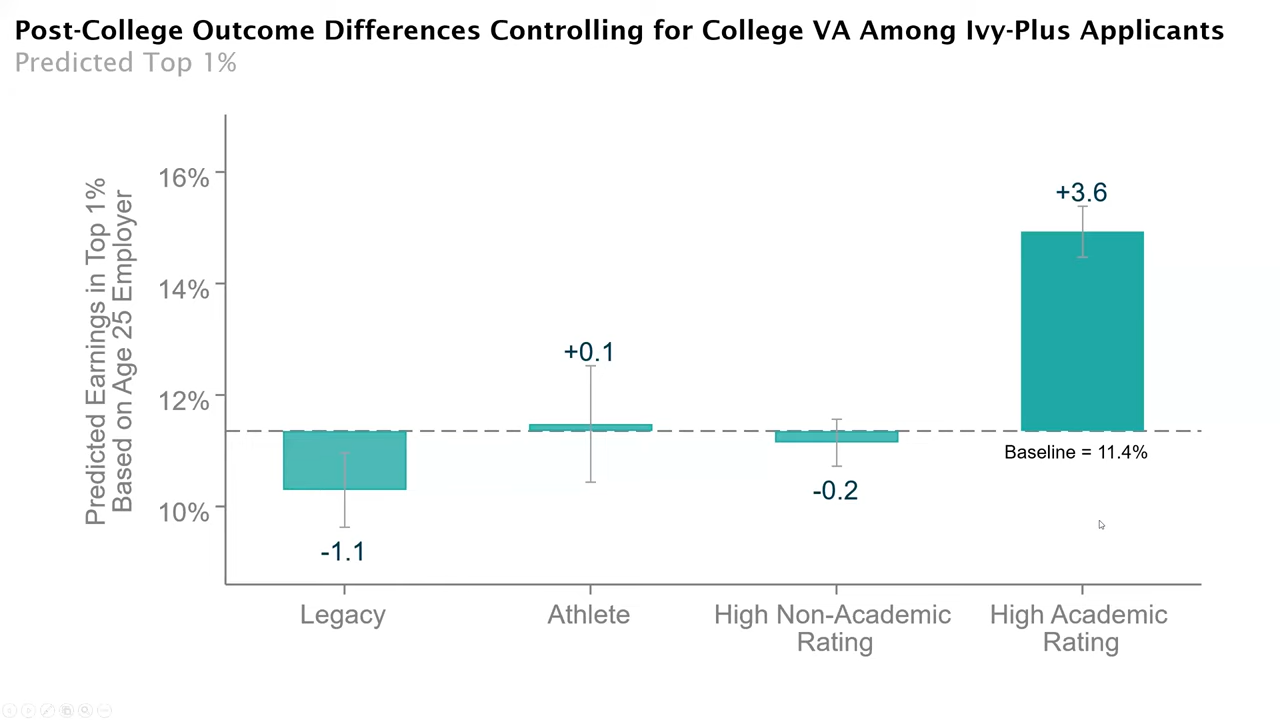 Post-College Outcome Differences Controlling for College VA Among Ivy-Plus Applicants
Predicted Top 1%
Predicted Earnings in Top 1%
Based on Age 25 Employer
16%
14%
12%
10%
-1.1
+0.1
-0.2
+3.6
Baseline = 11.4%
Legacy
Athlete
High Non-Academic
Rating
High Academic
Rating